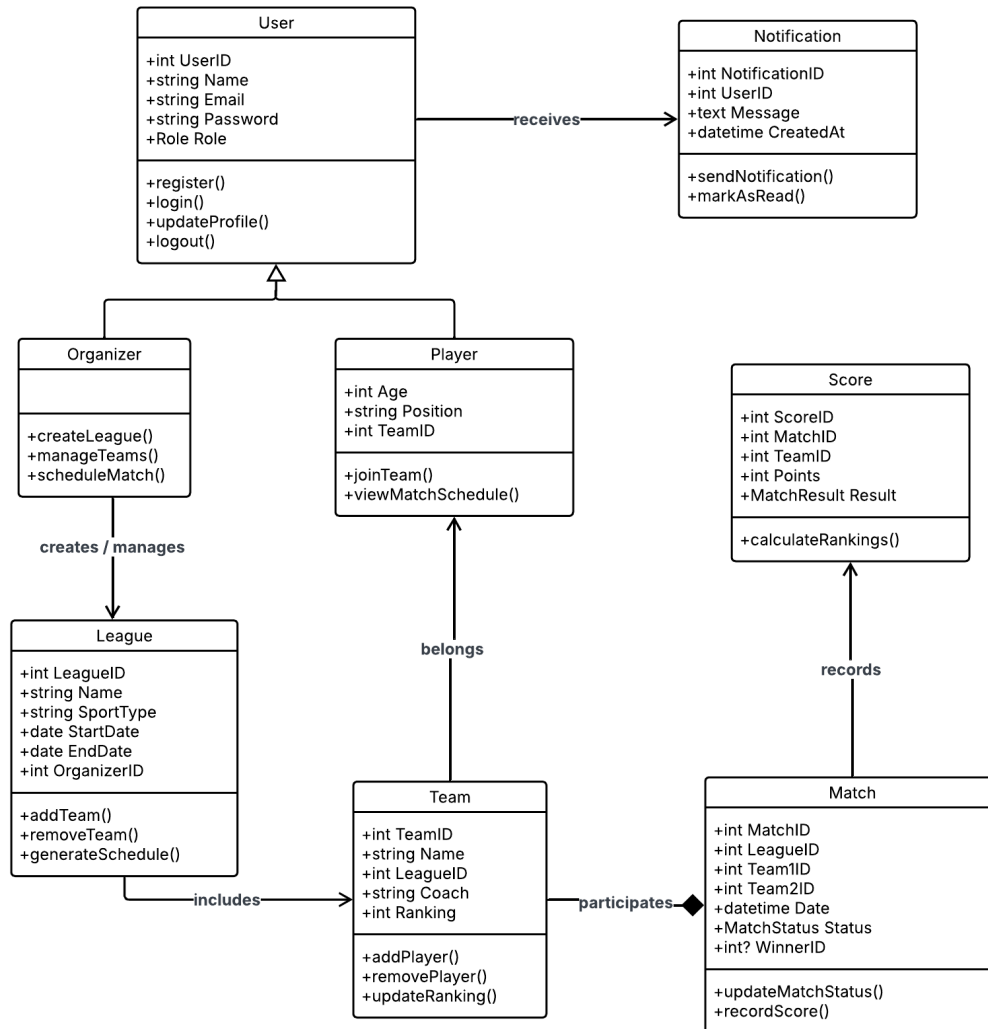 User
+int UserID
+string Name
+string Email
+string Password
+Role Role
+register()
+login()
+updateProfile()
+logout()
receives
Notification
+int NotificationID
+int UserID
+text Message
+datetime CreatedAt
+sendNotification()
+markAsRead()
Organizer
+createLeague()
+manageTeams()
+scheduleMatch()
Player
+int Age
+string Position
+int TeamID
+joinTeam()
+viewMatchSchedule()
Score
+int ScoreID
+int MatchID
+int TeamID
+int Points
+MatchResult Result
+calculateRankings()
creates / manages
belongs
records
League
+int LeagueID
+string Name
+string SportType
+date StartDate
+date EndDate
+int OrganizerID
+addTeam()
+removeTeam()
+generateSchedule()
includes
Team
+int TeamID
+string Name
+int LeagueID
+string Coach
+int Ranking
+addPlayer()
+removePlayer()
+updateRanking()
participates
Match
+int MatchID
+int LeagueID
+int Team1ID
+int Team2ID
+datetime Date
+MatchStatus Status
+int? WinnerID
+updateMatchStatus()
+recordScore()